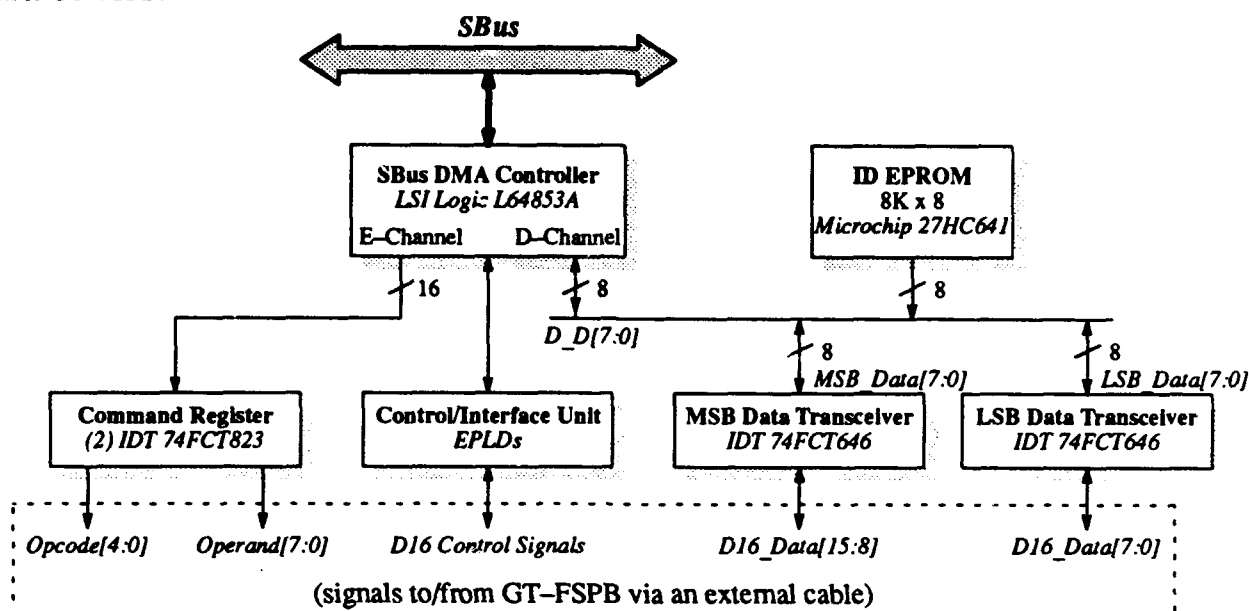 SBus
SBus DMA Controller
LSI Logic L64853A
E–Channel D–Channel
ID EPROM
8K x 8
Microchip 27HC641
16
8
8
D_D[7:0]
8
8
MSB_Data[7:0]
LSB_Data[7:0]
Command Register
(2) IDT 74FCT823
Control/Interface Unit
EPLDs
MSB Data Transceiver
IDT 74FCT646
LSB Data Transceiver
IDT 74FCT646
Opcode[4:0]
Operand[7:0]
D16 Control Signals
D16_Data[15:8]
D16_Data[7:0]
(signals to/from GT–FSPB via an external cable)